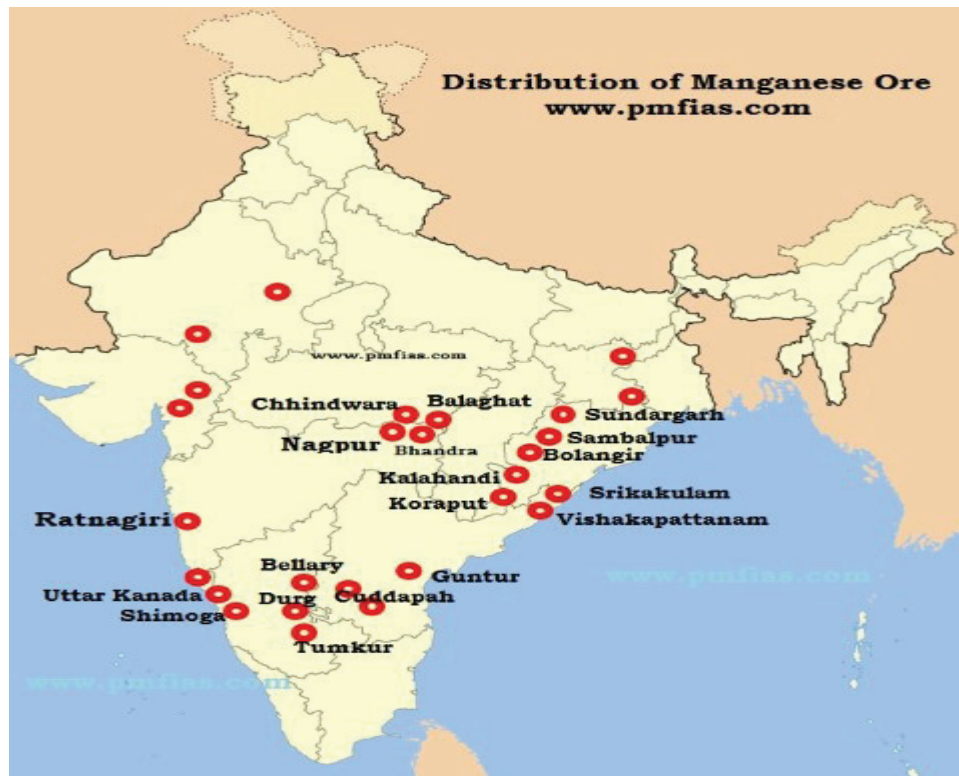 Distribution of Manganese Ore
www.pmfias.com
www.pmfias.com
Chhindwara
Balaghat
Nagpur
Bhandra
Sundargarh
Sambalpur
Bolangir
Kalahandi
Koraput
Srikakulam
Vishakapattanam
Ratnagiri
Bellary
Guntur
www.pmfias.com
Uttar Kanada
Durg
Cuddapah
Shimoga
Tumkur
www.pmfias.com